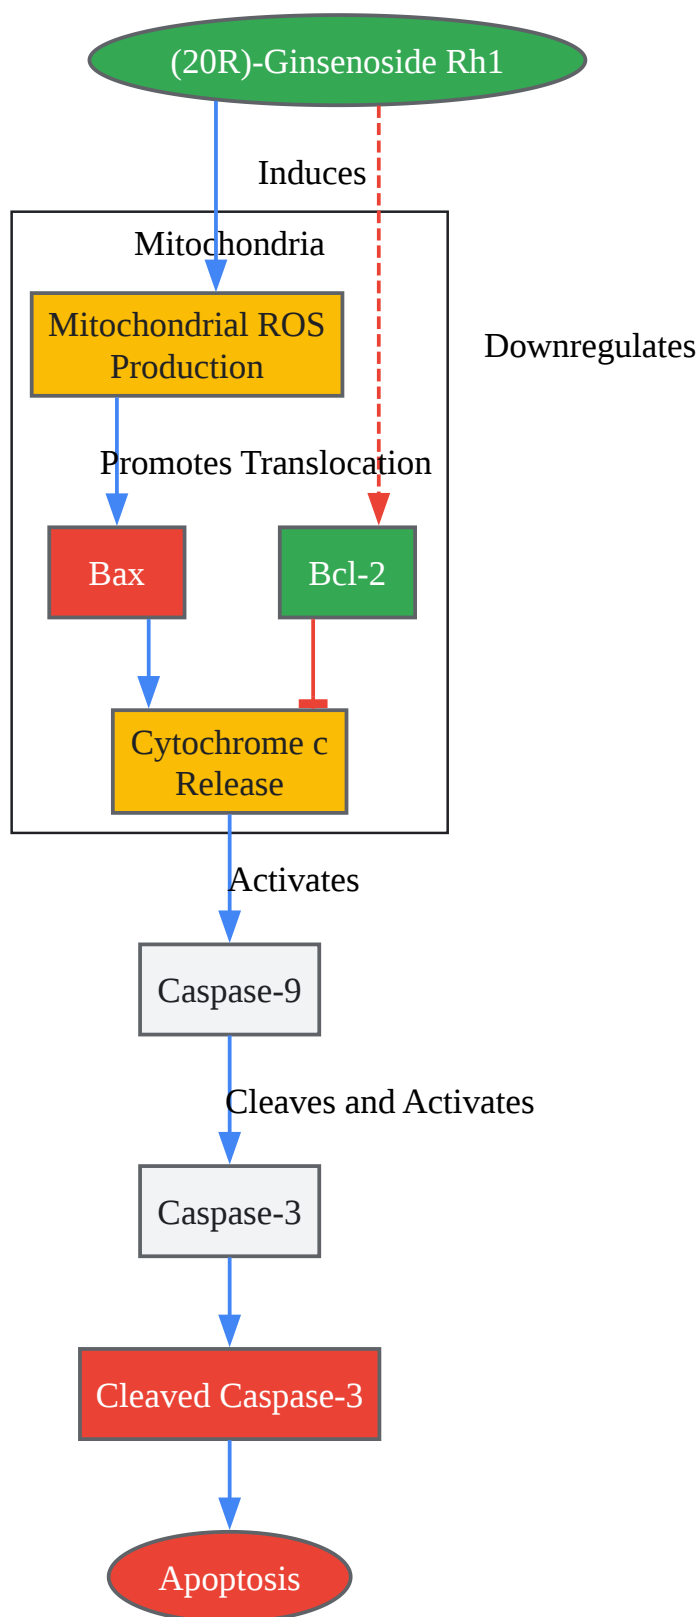 (20R)-Ginsenoside Rh1
Induces
Mitochondria
Mitochondrial ROS
Production
Downregulates
Promotes Translocation
Bax
Bcl-2
Cytochrome c
Release
Activates
Caspase-9
Cleaves and Activates
Caspase-3
Cleaved Caspase-3
Apoptosis